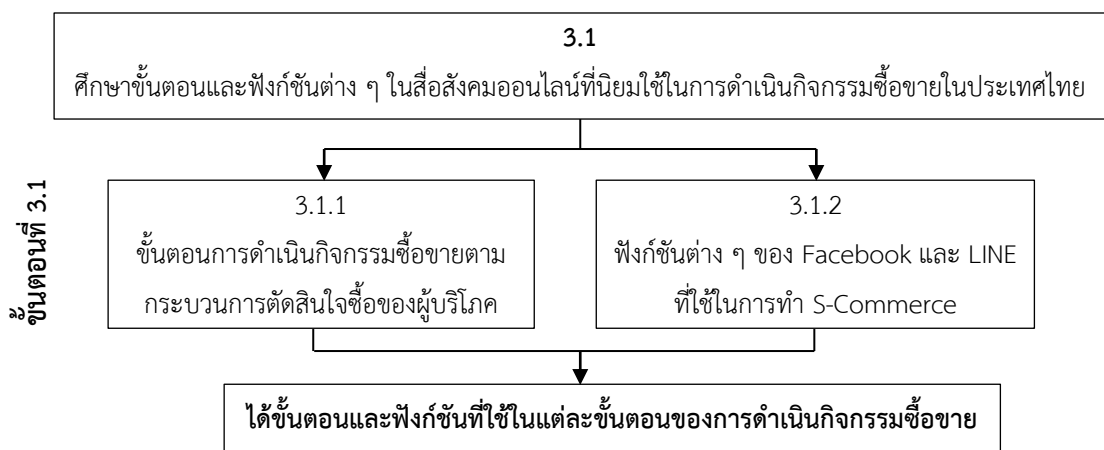 3.1
ศึกษาขั้นตอนและฟังก์ชันต่าง ๆ ในสื่อสังคมออนไลน์ที่นิยมใช้ในการดำเนินกิจกรรมซื้อขายในประเทศไทย
ขั้นตอนที่ 3.1
3.1.1
ขั้นตอนการดำเนินกิจกรรมซื้อขายตาม
กระบวนการตัดสินใจซื้อของผู้บริโภค
3.1.2
ฟังก์ชันต่าง ๆ ของ Facebook และ LINE
ที่ใช้ในการทำ S-Commerce
ได้ขั้นตอนและฟังก์ชันที่ใช้ในแต่ละขั้นตอนของการดำเนินกิจกรรมซื้อขาย